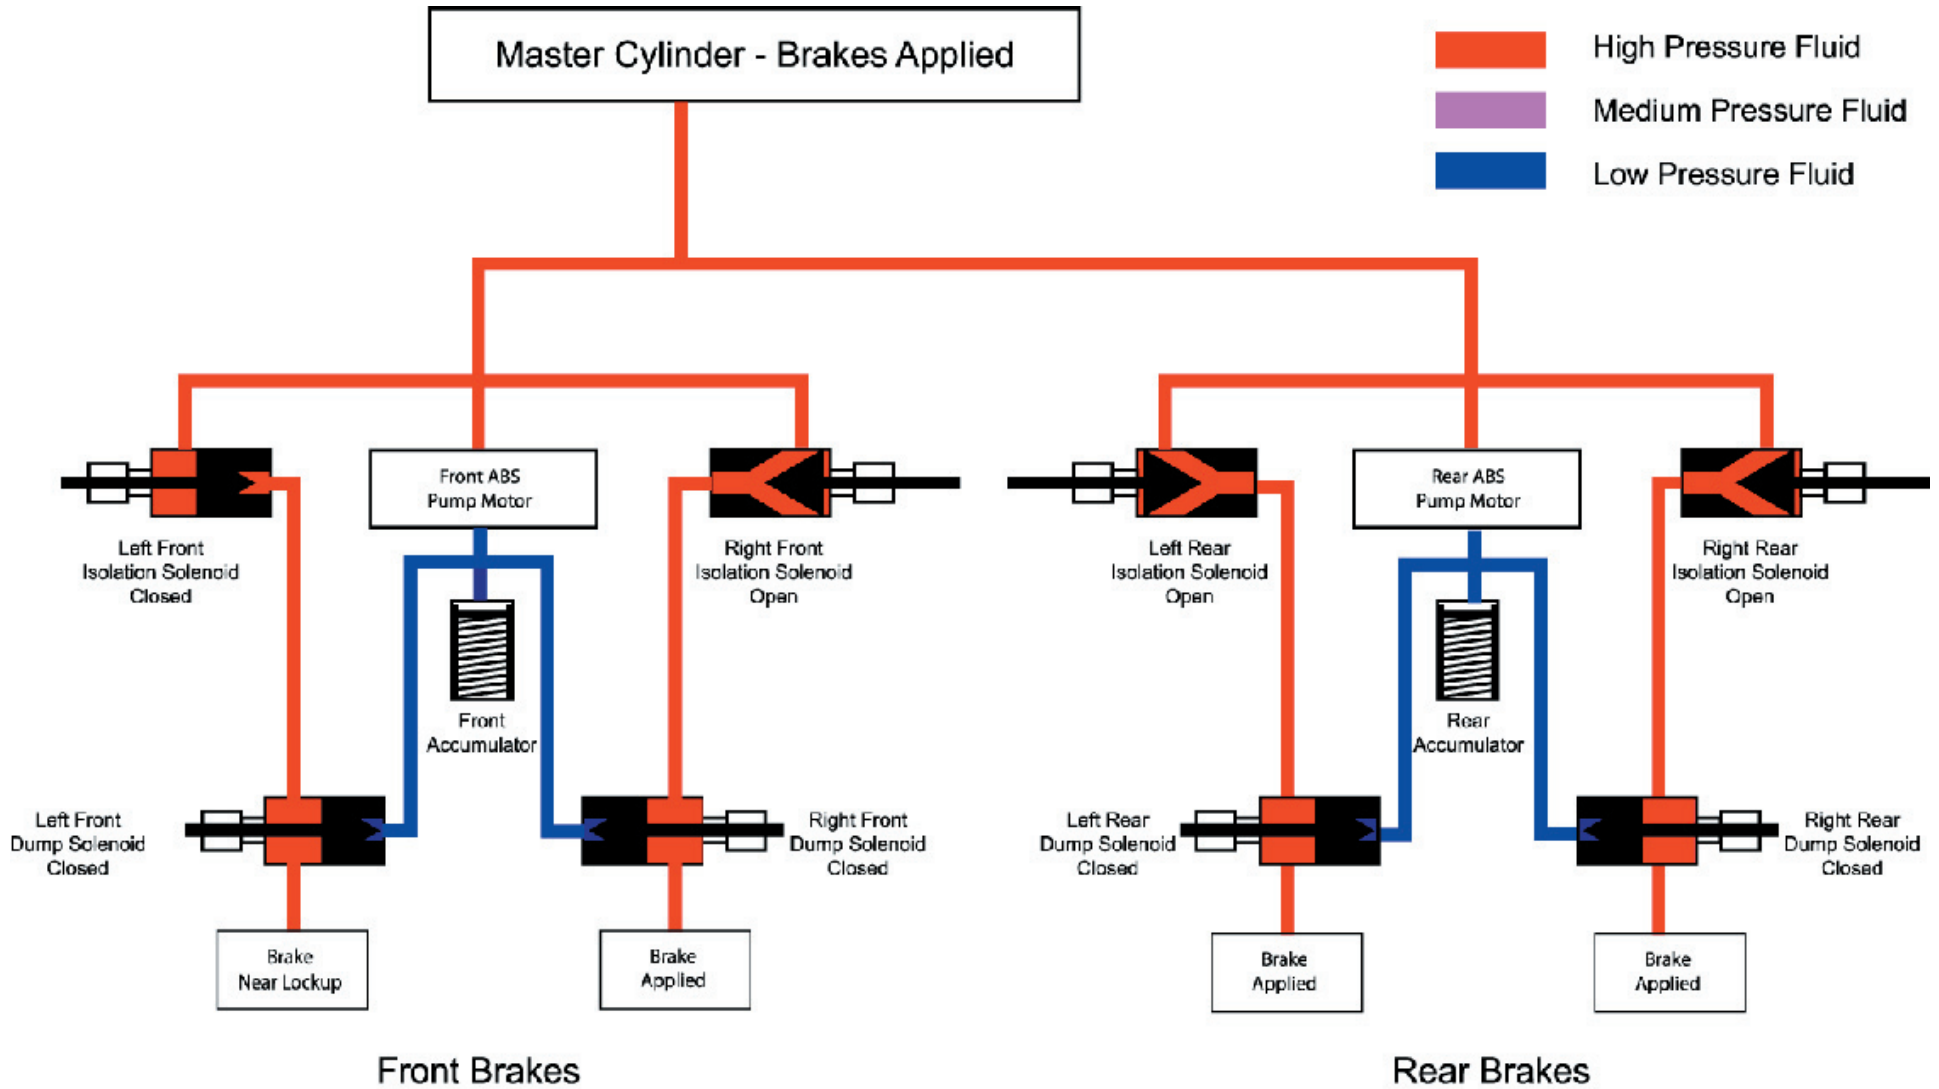 Master Cylinder - Brakes Applied
High Pressure Fluid
Medium Pressure Fluid
Low Pressure Fluid
Left Front
Isolation Solenoid
Closed
Front ABS
Pump Motor
Right Front
Isolation Solenoid
Open
Left Rear
Isolation Solenoid
Open
Rear ABS
Pump Motor
Right Rear
Isolation Solenoid
Open
Front
Accumulator
Rear
Accumulator
Left Front
Dump Solenoid
Closed
Right Front
Dump Solenoid
Closed
Left Rear
Dump Solenoid
Closed
Right Rear
Dump Solenoid
Closed
Brake
Near Lockup
Brake
Applied
Brake
Applied
Brake
Applied
Front Brakes
Rear Brakes